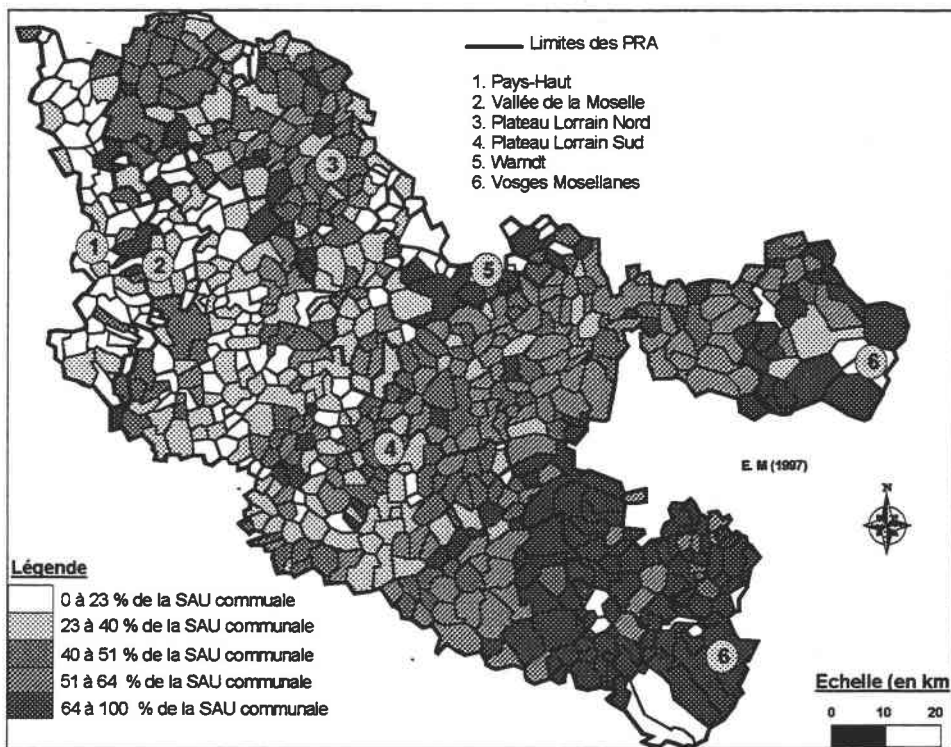 Limites des PRA
1. Pays-Haut
2. Vallée de la Moselle
3. Plateau Lorrain Nord
4. Plateau Lorrain Sud
5. Warndt
6. Vosges Mosellanes
3
1
2
5
6
4
E. M (1997)
N
6
Légende
0 à 23 % de la SAU commuale
23 à 40 % de la SAU communale
40 à 51 % de la SAU communale
51 à 64 % de la SAU communale
64 à 100 % de la SAU communale
Echelle (en km
0 10 20